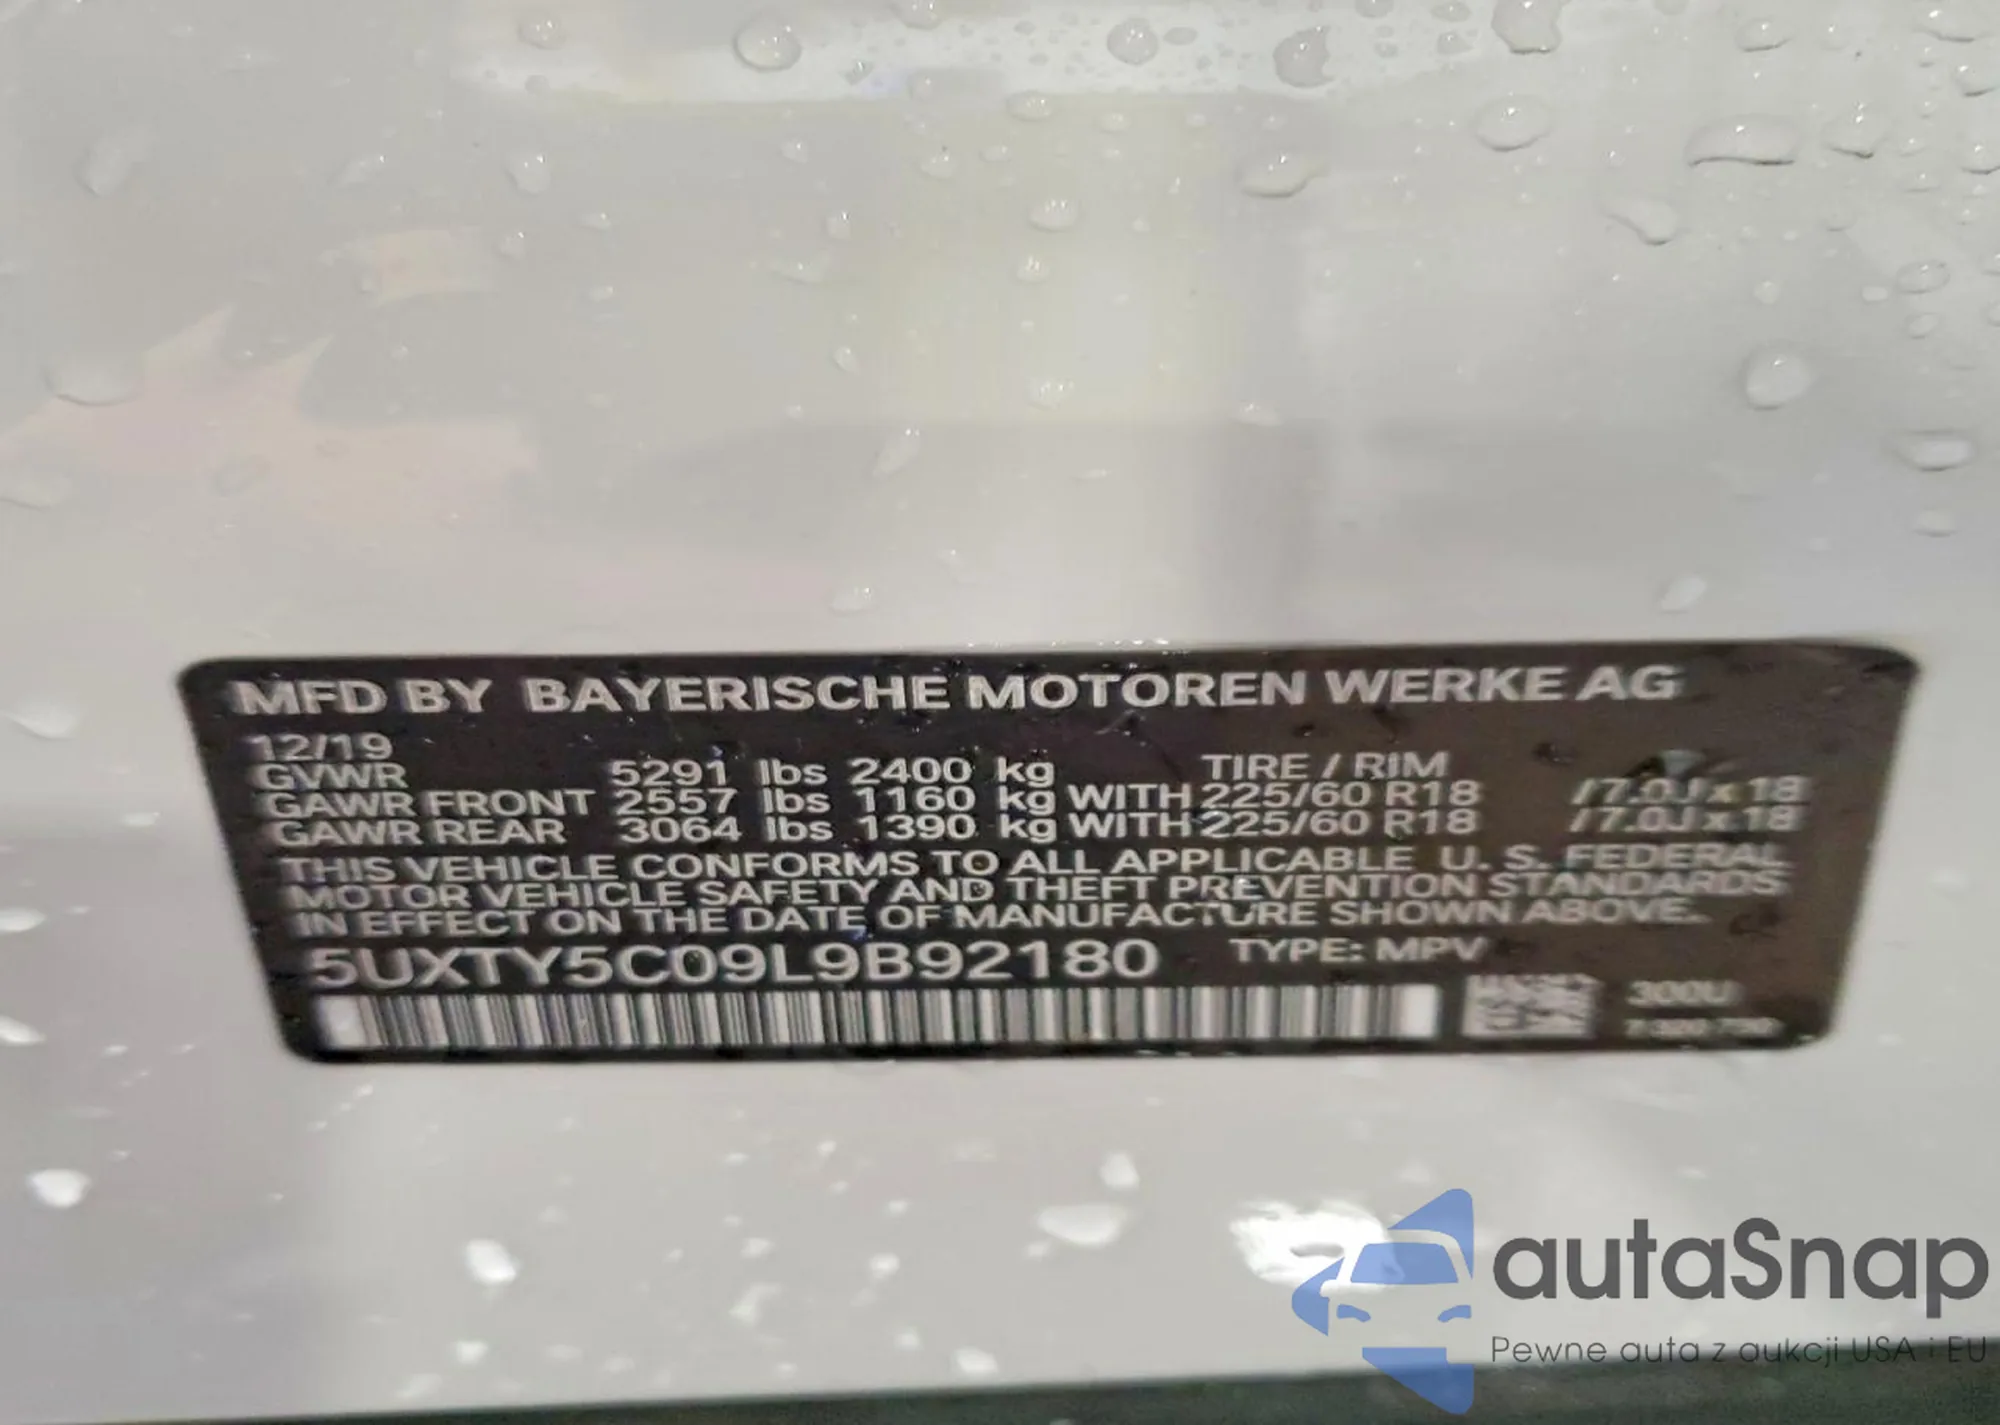 MFD BY BAYERISCHE MOTOREN WERKE AG
12/19
GVWR 5291 lbs 2400 kg TIRE / RIM
GAWR FRONT 2557 lbs 1160 kg WITH 225/60 R18 / 7.0J x 18
GAWR REAR 3064 lbs 1390 kg WITH 225/60 R18 / 7.0J x 18
THIS VEHICLE CONFORMS TO ALL APPLICABLE U. S. FEDERAL
MOTOR VEHICLE SAFETY AND THEFT PREVENTION STANDARDS
IN EFFECT ON THE DATE OF MANUFACTURE SHOWN ABOVE.
5UXTY5C09L9B92180 TYPE: MPV
300U
autaSnap
Pewne auta z aukcji USA i EU